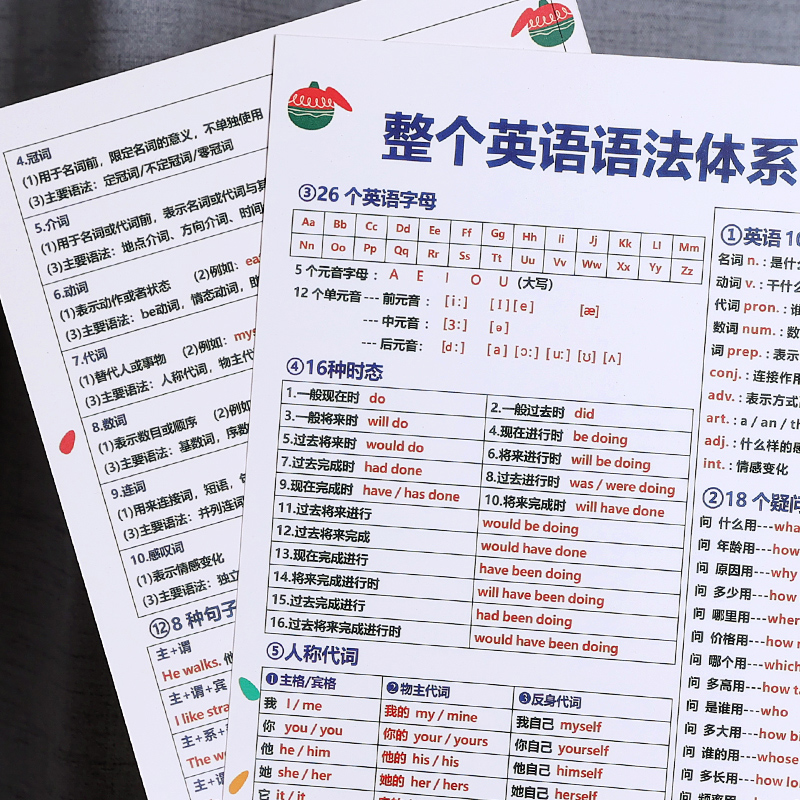 4.冠词
(1)用于名词前，限定名词的意义，不单独使用
(3)主要语法：定冠词/不定冠词/零冠词
5.介词
(1)用于名词或代词前，表示名词或代词与其
(3)主要语法：地点介词、方向介词、时间
6.动词
(1)表示动作或者状态 (2)例如：ea
(3)主要语法：be动词，情态动词，助
7.代词
(1)替代人或事物 (2)例如：mys
(3)主要语法：人称代词，物主代
8.数词
(1)表示数目或顺序 (2)例如
(3)主要语法：基数词，序数
9.连词
(1)用来连接词，短语，
(3)主要语法：并列连词
10.感叹词
(1)表示情感变化
(3)主要语法：独立
⑫8 种句子
主+谓
He walks. 他
主+谓+宾
I like stra
主+系+
The w
主+谓
整个英语语法体系
③26 个英语字母
Aa Bb Cc Dd Ee Ff Gg Hh Ii Jj Kk Ll Mm
Nn Oo Pp Qq Rr Ss Tt Uu Vv Ww Xx Yy Zz
5 个元音字母： A E I O U (大写)
12 个单元音 --- 前元音： [iː] [I] [e] [æ]
--- 中元音： [ɜː] [ə]
--- 后元音： [ɑː] [a] [ɔː] [uː] [ʊ] [ʌ]
④16种时态
1.一般现在时 do
2.一般过去时 did
3.一般将来时 will do
4.现在进行时 be doing
5.过去将来时 would do
6.将来进行时 will be doing
7.过去完成时 had done
8.过去进行时 was / were doing
9.现在完成时 have / has done
10.将来完成时 will have done
11.过去将来进行 would be doing
12.过去将来完成 would have done
13.现在完成进行 have been doing
14.将来完成进行时 will have been doing
15.过去完成进行 had been doing
16.过去将来完成进行时 would have been doing
⑤人称代词
❶主格/宾格 ❷物主代词 ❸反身代词
我 I / me 我的 my / mine 我自己 myself
你 you / you 你的 your / yours 你自己 yourself
他 he / him 他的 his / his 他自己 himself
她 she / her 她的 her / hers 她自己 herself
它 it / it
①英语 10
名词 n. : 是什么
动词 v. : 干什么
代词 pron. : 谁
数词 num. : 数
词 prep. : 表示
conj. : 连接作用
adv. : 表示方式
art. : a / an / th
adj. : 什么样的
int. : 情感变化
②18 个疑问
问 什么用---wha
问 年龄用---how
问 原因用---why
问 多少用---how
问 哪里用---wher
问 价格用---how
问 哪个用---which
问 多高用---how ta
问 是谁用---who
问 多大用---how bi
问 谁的用---whose
问 多长用---how lo
问 频率用---how